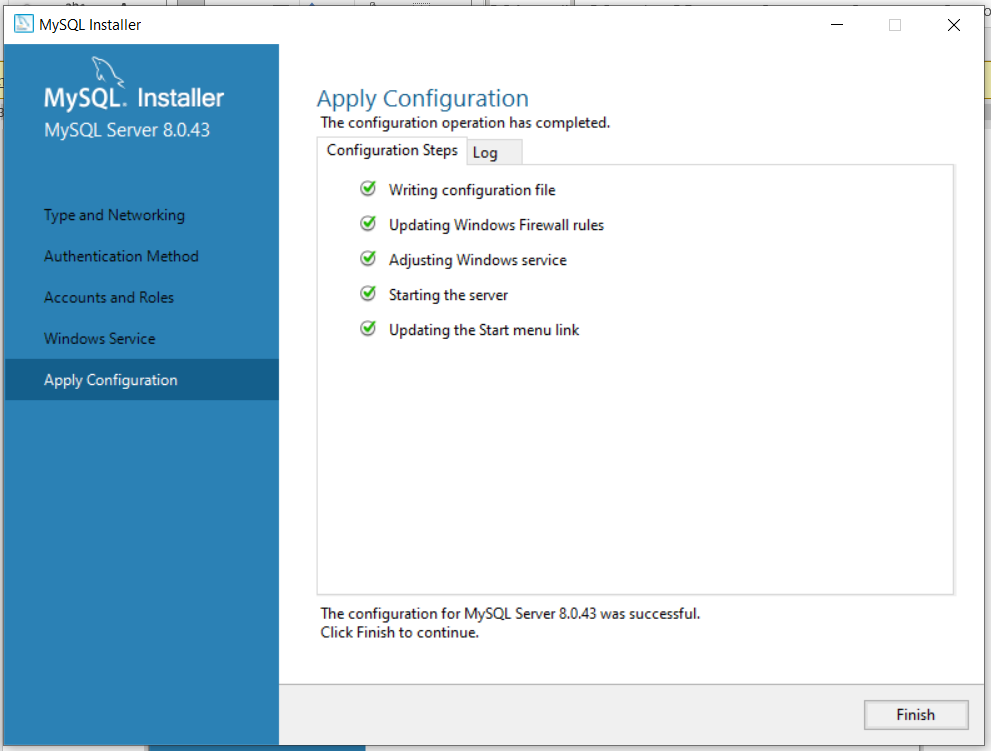 MySQL Installer
MySQL. Installer
MySQL Server 8.0.43
Type and Networking
Authentication Method
Accounts and Roles
Windows Service
Apply Configuration
Apply Configuration
The configuration operation has completed.
Configuration Steps
Log
Writing configuration file
Updating Windows Firewall rules
Adjusting Windows service
Starting the server
Updating the Start menu link
The configuration for MySQL Server 8.0.43 was successful.
Click Finish to continue.
Finish